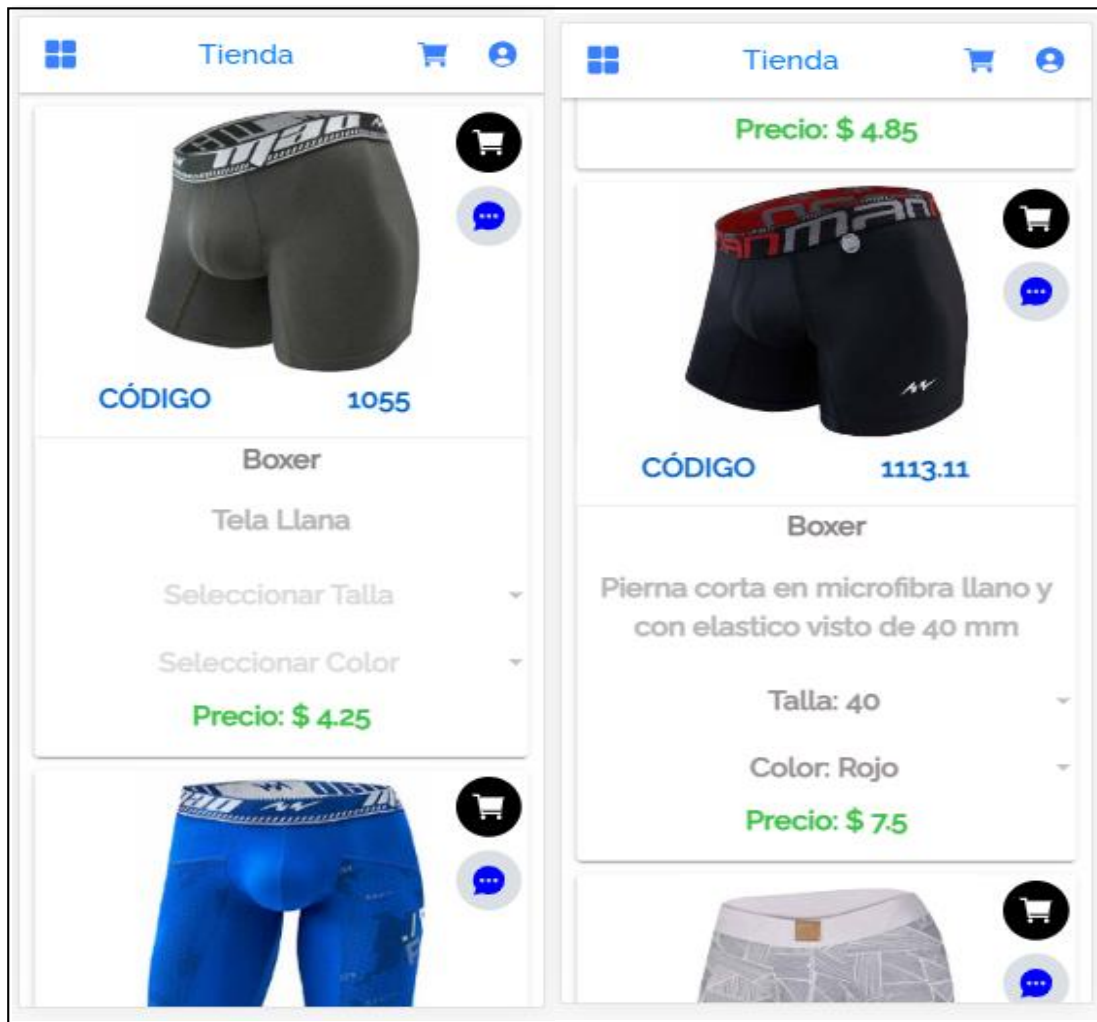 Tienda
mao
CÓDIGO 1055
Boxer
Tela Llana
Seleccionar Talla
Seleccionar Color
Precio: $ 4.25
mao
Tienda
Precio: $ 4.85
CÓDIGO 1113.11
Boxer
Pierna corta en microfibra llano y
con elastico visto de 40 mm
Talla: 40
Color: Rojo
Precio: $ 7.5